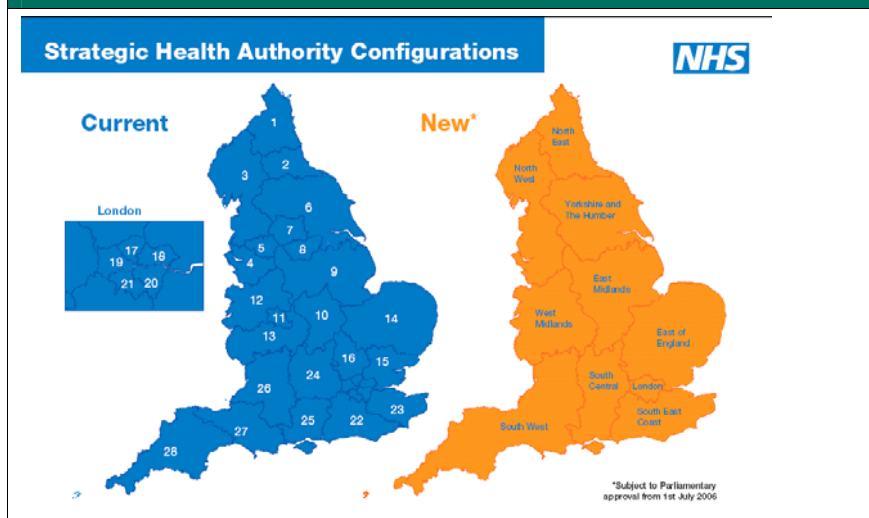 Strategic Health Authority Configurations
NHS
Current
New*
London
1
2
3
6
7
5
8
4
9
12
11
10
14
13
16
15
24
26
23
25
22
27
28
17
18
19
21
20
North
East
North
West
Yorkshire and
The Humber
East
Midlands
West
Midlands
East of
England
South
Central
London
South East
Coast
South West
*Subject to Parliamentary
approval from 1st July 2006